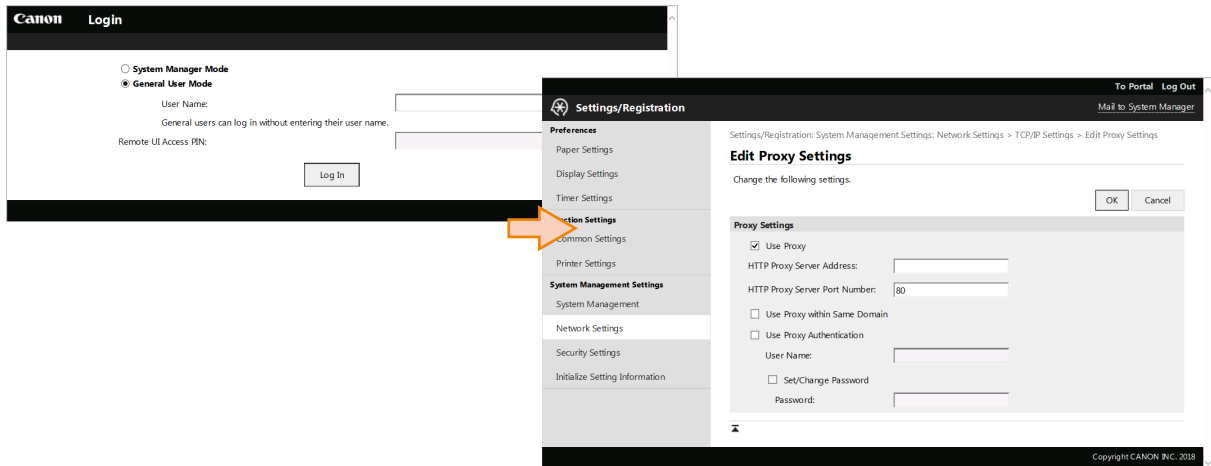 Canon Login
System Manager Mode
General User Mode
User Name:
General users can log in without entering their user name.
Remote UI Access PIN:
Log In
To Portal Log Out
Settings/Registration
Mail to System Manager
Preferences
Paper Settings
Display Settings
Timer Settings
ction Settings
Common Settings
Printer Settings
System Management Settings
System Management
Network Settings
Security Settings
Initialize Setting Information
Settings/Registration: System Management Settings: Network Settings > TCP/IP Settings > Edit Proxy Settings
Edit Proxy Settings
Change the following settings.
OK Cancel
Proxy Settings
Use Proxy
HTTP Proxy Server Address:
HTTP Proxy Server Port Number: 80
Use Proxy within Same Domain
Use Proxy Authentication
User Name:
Set/Change Password
Password:
Copyright CANON INC. 2018